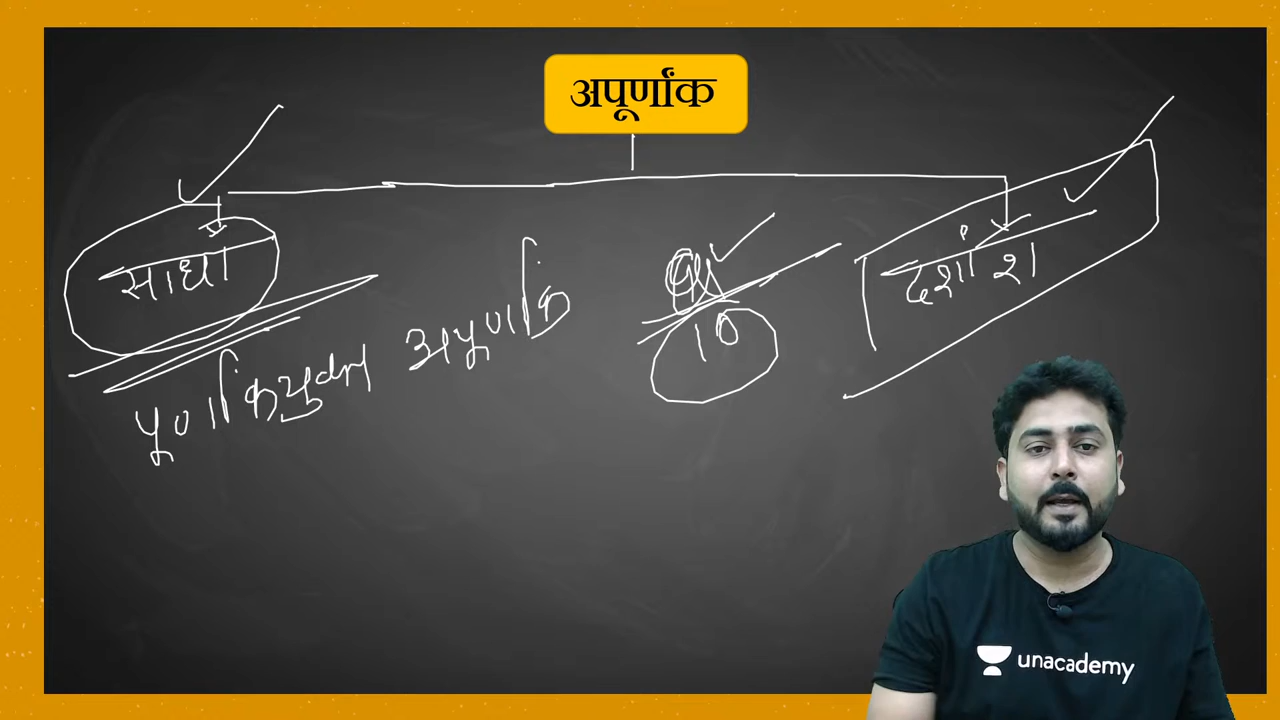 अपूर्णांक
साधा
दशांश
पूर्णांकयुक्त अपूर्णांक
10
unacademy